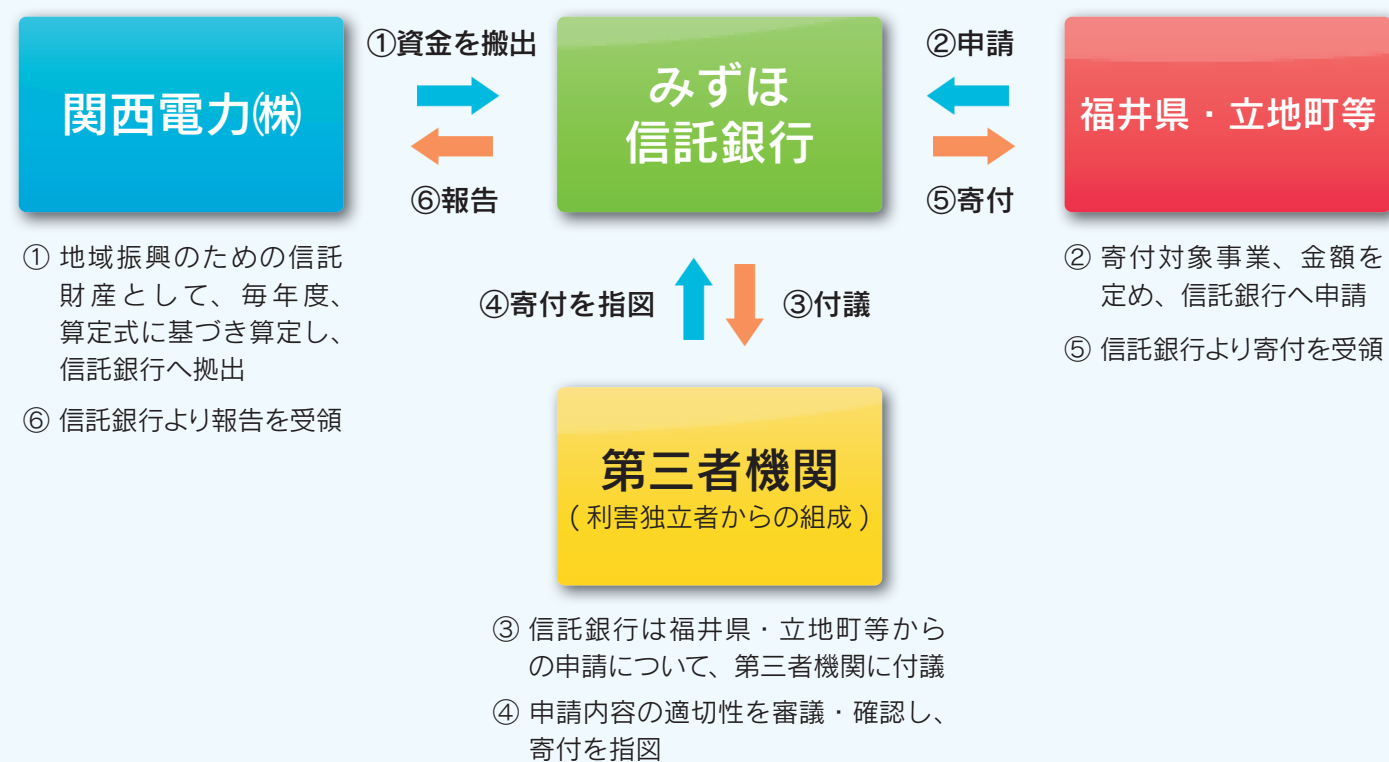 関西電力㈱
①資金を搬出
⑥報告
みずほ
信託銀行
②申請
⑤寄付
福井県・立地町等
① 地域振興のための信託
財産として、毎年度、
算定式に基づき算定し、
信託銀行へ拠出
⑥ 信託銀行より報告を受領
④寄付を指図
③付議
② 寄付対象事業、金額を
定め、信託銀行へ申請
⑤ 信託銀行より寄付を受領
第三者機関
(利害独立者からの組成)
③ 信託銀行は福井県・立地町等から
の申請について、第三者機関に付議
④ 申請内容の適切性を審議・確認し、
寄付を指図